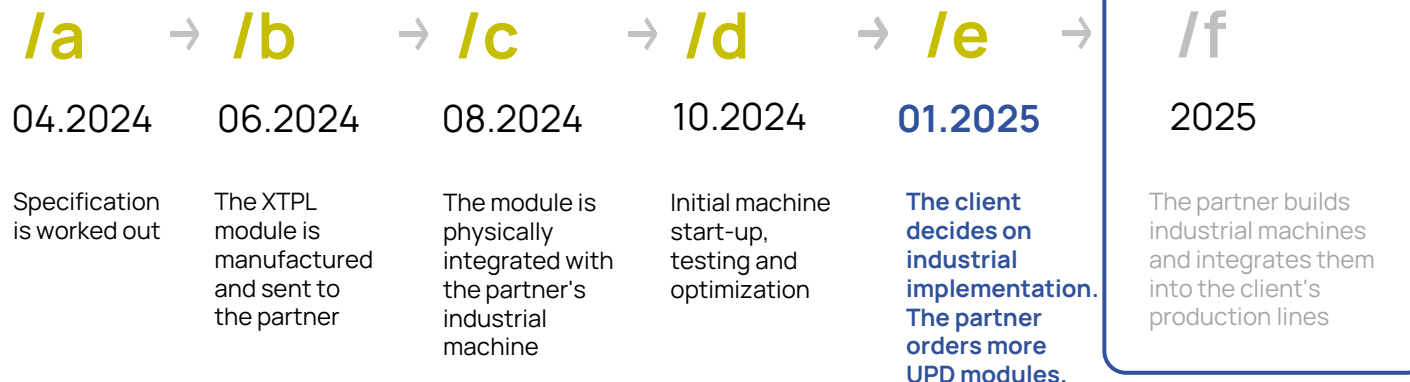 /a → /b → /c → /d → /e → /f
04.2024
06.2024
08.2024
10.2024
01.2025
2025
Specification
is worked out
The XTPL
module is
manufactured
and sent to
the partner
The module is
physically
integrated with
the partner's
industrial
machine
Initial machine
start-up,
testing and
optimization
The client
decides on
industrial
implementation.
The partner
orders more
UPD modules.
The partner builds
industrial machines
and integrates them
into the client's
production lines